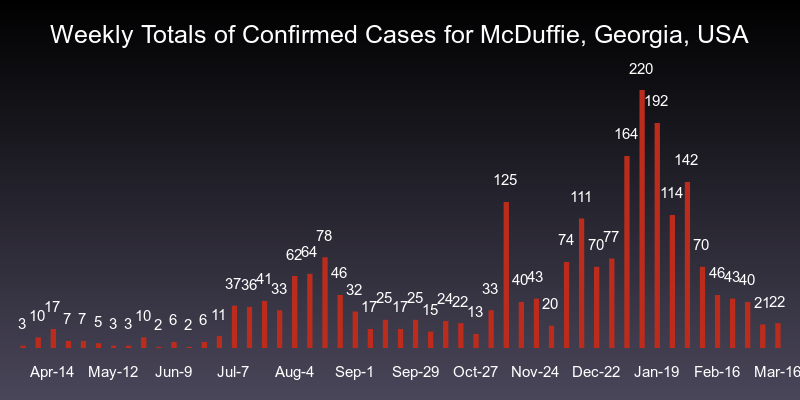 Weekly Totals of Confirmed Cases for McDuffie, Georgia, USA
3 10 17 7 7 5 3 3 10 2 6 2 6 11 37 36 41 33 62 64 78 46 32 17 25 17 25 15 24 22 13 33 125 40 43 20 74 111 70 77 164 220 192 114 142 70 46 43 40 21 22
Apr-14 May-12 Jun-9 Jul-7 Aug-4 Sep-1 Sep-29 Oct-27 Nov-24 Dec-22 Jan-19 Feb-16 Mar-16